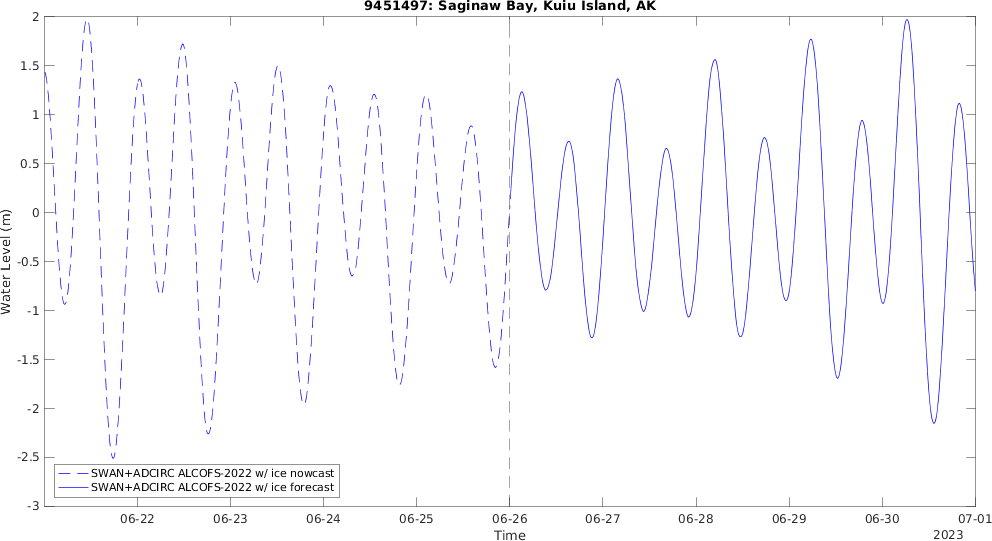 9451497: Saginaw Bay, Kuiu Island, AK
Water Level (m)
2
1.5
1
0.5
0
-0.5
-1
-1.5
-2
-2.5
-3
SWAN+ADCIRC ALCOFS-2022 w/ ice nowcast
SWAN+ADCIRC ALCOFS-2022 w/ ice forecast
06-22 06-23 06-24 06-25 06-26 06-27 06-28 06-29 06-30 07-01
Time
2023